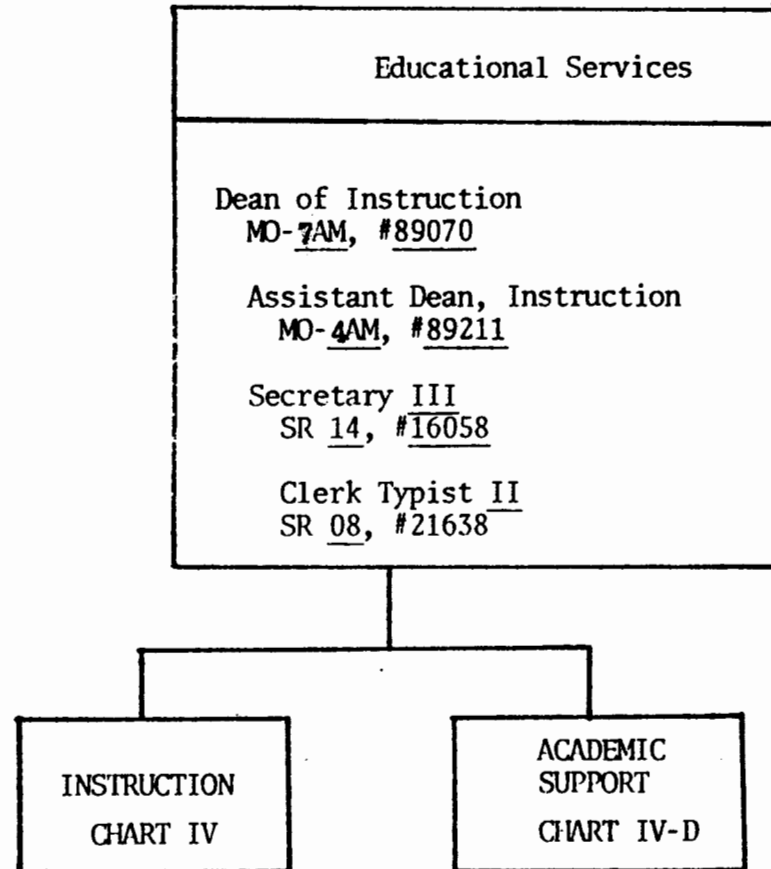 Educational Services
Dean of Instruction
MO-7AM, #89070
Assistant Dean, Instruction
MO-4AM, #89211
Secretary III
SR 14, #16058
Clerk Typist II
SR 08, #21638
INSTRUCTION
CHART IV
ACADEMIC
SUPPORT
CHART IV-D